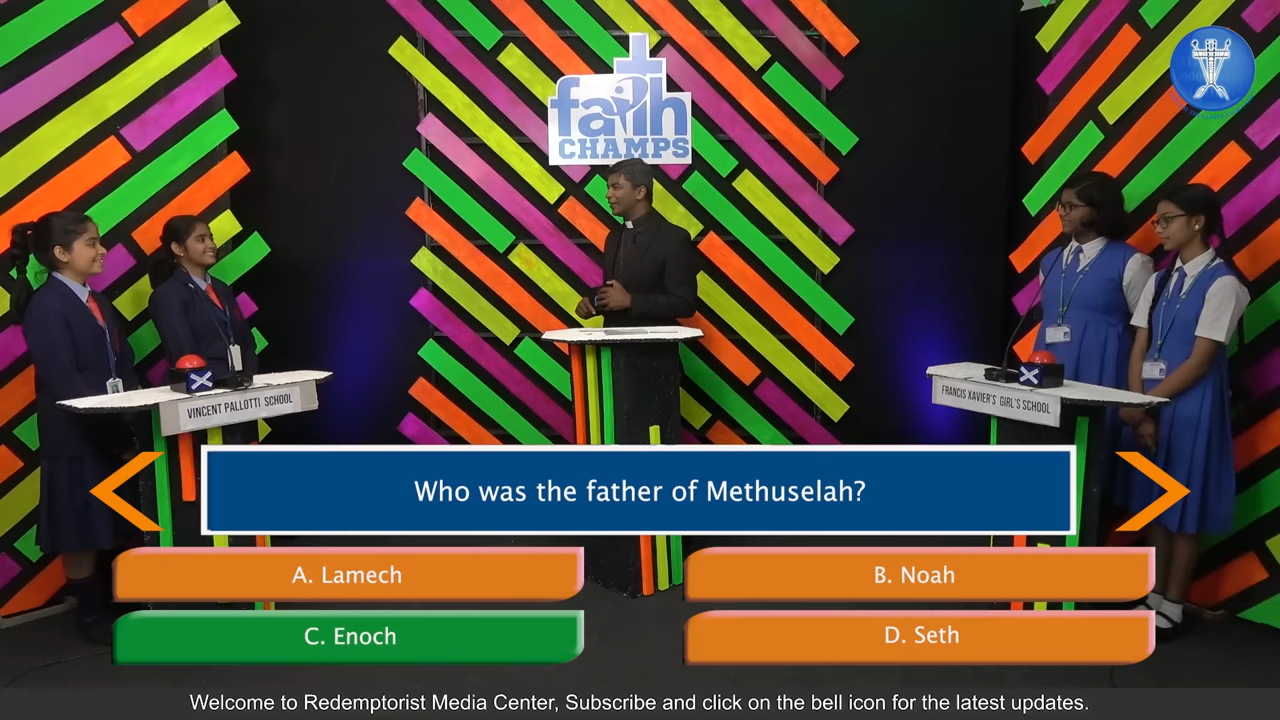 faith
CHAMPS
VINCENT PALLOTTI SCHOOL
FRANCIS XAVIER'S GIRL'S SCHOOL
Who was the father of Methuselah?
A. Lamech
B. Noah
C. Enoch
D. Seth
Welcome to Redemptorist Media Center, Subscribe and click on the bell icon for the latest updates.